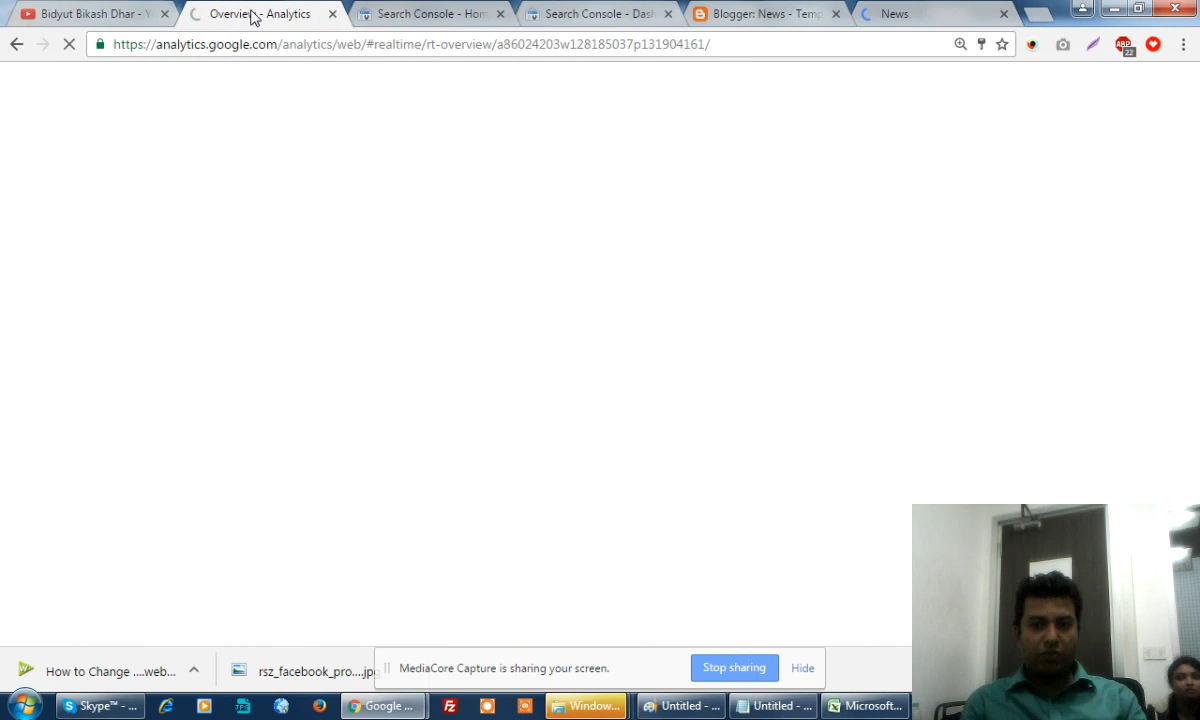 Bidyut Bikash Dhar - Y
Overview - Analytics
Search Console - Hom
Search Console - Dash
Blogger: News - Temp
News
https://analytics.google.com/analytics/web/#realtime/rt-overview/a86024203w128185037p131904161/
ABP
22
How to Change ....web...
rsz_facebook_pro....jpg
MediaCore Capture is sharing your screen.
Stop sharing
Hide
Skype™ - ...
Google ...
Window...
Untitled - ...
Untitled - ...
Microsoft...